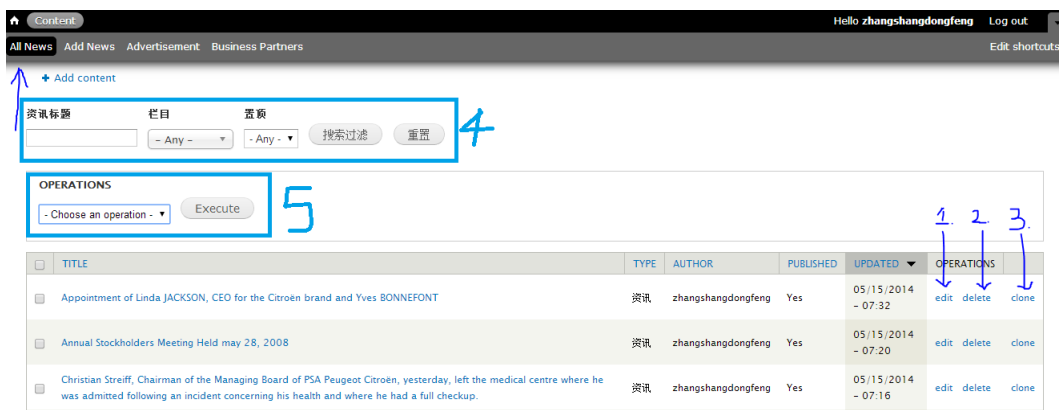 Content Hello zhangshangdongfeng Log out
All News Add News Advertisement Business Partners Edit shortcuts
+ Add content
资讯标题 栏目 置顶
- Any - - Any - 搜索过滤 重置 4
OPERATIONS
- Choose an operation - Execute 5
1. 2. 3.
TITLE TYPE AUTHOR PUBLISHED UPDATED OPERATIONS
Appointment of Linda JACKSON, CEO for the Citroën brand and Yves BONNEFONT 资讯 zhangshangdongfeng Yes 05/15/2014 - 07:32 edit delete clone
Annual Stockholders Meeting Held may 28, 2008 资讯 zhangshangdongfeng Yes 05/15/2014 - 07:20 edit delete clone
Christian Streiff, Chairman of the Managing Board of PSA Peugeot Citroën, yesterday, left the medical centre where he
was admitted following an incident concerning his health and where he had a full checkup. 资讯 zhangshangdongfeng Yes 05/15/2014 - 07:16 edit delete clone